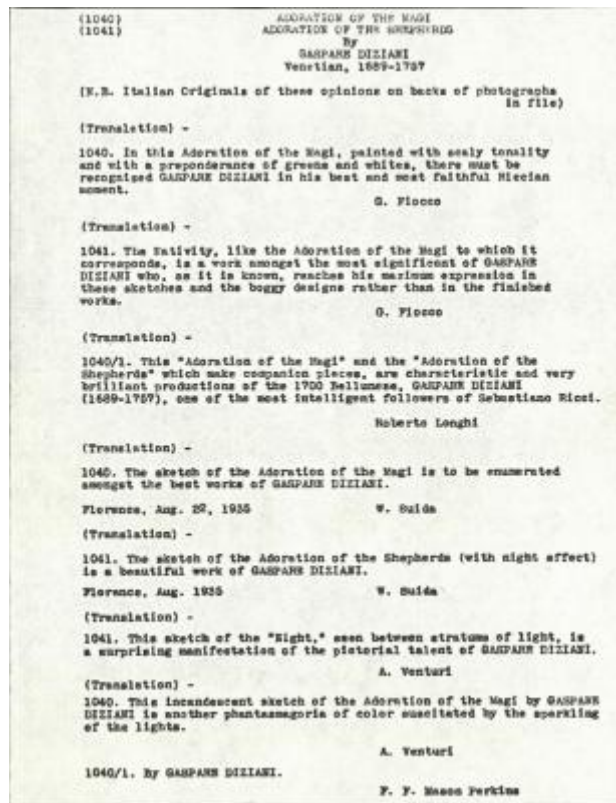 (1040) ADORATION OF THE MAGI
(1041) ADORATION OF THE SHEPHERDS
By
GASPARE DIZIANI
Venetian, 1689-1767
(N.B. Italian Originals of these opinions on backs of photographs
in file)
(Translation) -
1040. In this Adoration of the Magi, painted with scaly tonality
and with a preponderance of greens and whites, there must be
recognized GASPARE DIZIANI in his best and most faithful Riccian
moment.
G. Fiocco
(Translation) -
1041. The Nativity, like the Adoration of the Magi to which it
corresponds, is a work amongst the most significant of GASPARE
DIZIANI who, as it is known, reaches his maximum expression in
these sketches and the boggy designs rather than in the finished
works.
G. Fiocco
(Translation) -
1040/1. This "Adoration of the Magi" and the "Adoration of the
Shepherds" which make companion pieces, are characteristic and very
brilliant productions of the 1700 Bellunese, GASPARE DIZIANI
(1689-1767), one of the most intelligent followers of Sebastiano Ricci.
Roberto Longhi
(Translation) -
1040. The sketch of the Adoration of the Magi is to be enumerated
amongst the best works of GASPARE DIZIANI.
Florence, Aug. 22, 1935 W. Suida
(Translation) -
1041. The sketch of the Adoration of the Shepherds (with night effect)
is a beautiful work of GASPARE DIZIANI.
Florence, Aug. 1935 W. Suida
(Translation) -
1041. This sketch of the "Night," seen between stratums of light, is
a surprising manifestation of the pictorial talent of GASPARE DIZIANI.
A. Venturi
(Translation) -
1040. This incandescent sketch of the Adoration of the Magi by GASPARE
DIZIANI is another phantasmagoria of color suscitated by the sparkling
of the lights.
A. Venturi
1040/1. By GASPARE DIZIANI.
F. F. Mason Perkins